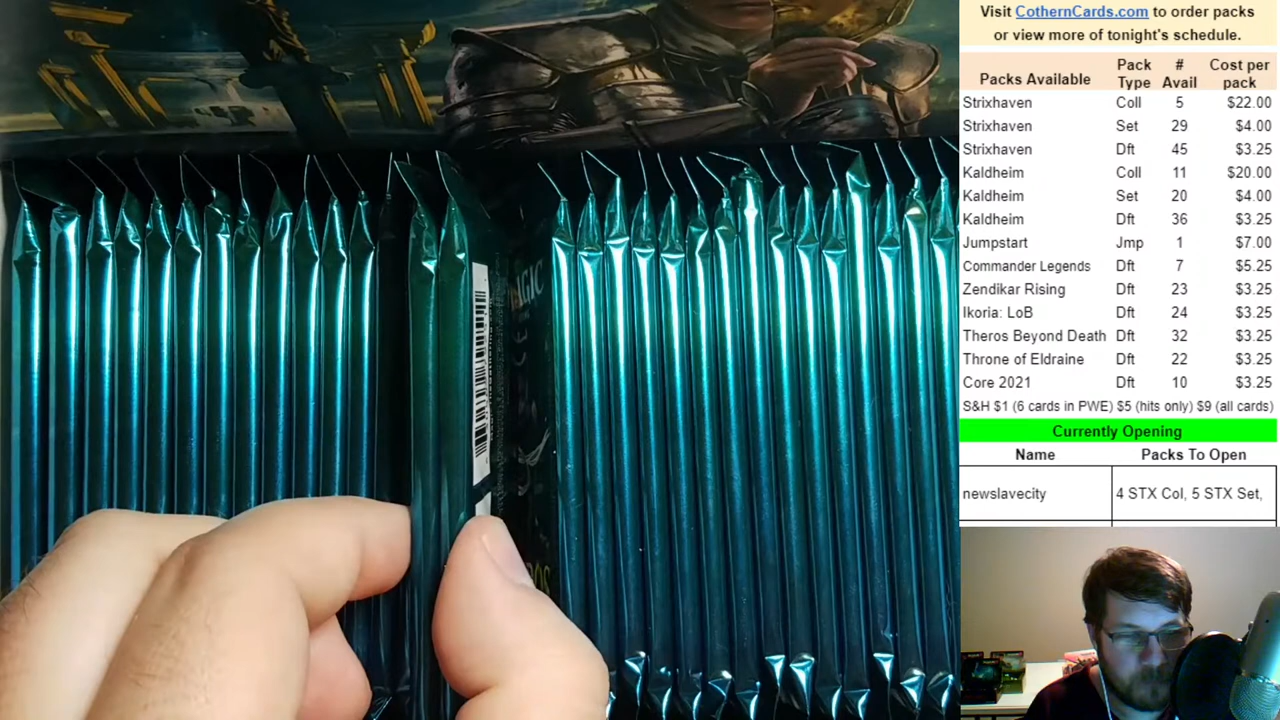 Visit CothernCards.com to order packs
or view more of tonight's schedule.
Packs Available Pack Type # Avail Cost per pack
Strixhaven Coll 5 $22.00
Strixhaven Set 29 $4.00
Strixhaven Dft 45 $3.25
Kaldheim Coll 11 $20.00
Kaldheim Set 20 $4.00
Kaldheim Dft 36 $3.25
Jumpstart Jmp 1 $7.00
Commander Legends Dft 7 $5.25
Zendikar Rising Dft 23 $3.25
Ikoria: LoB Dft 24 $3.25
Theros Beyond Death Dft 32 $3.25
Throne of Eldraine Dft 22 $3.25
Core 2021 Dft 10 $3.25
S&H $1 (6 cards in PWE) $5 (hits only) $9 (all cards)
Currently Opening
Name Packs To Open
newslavecity 4 STX Col, 5 STX Set,